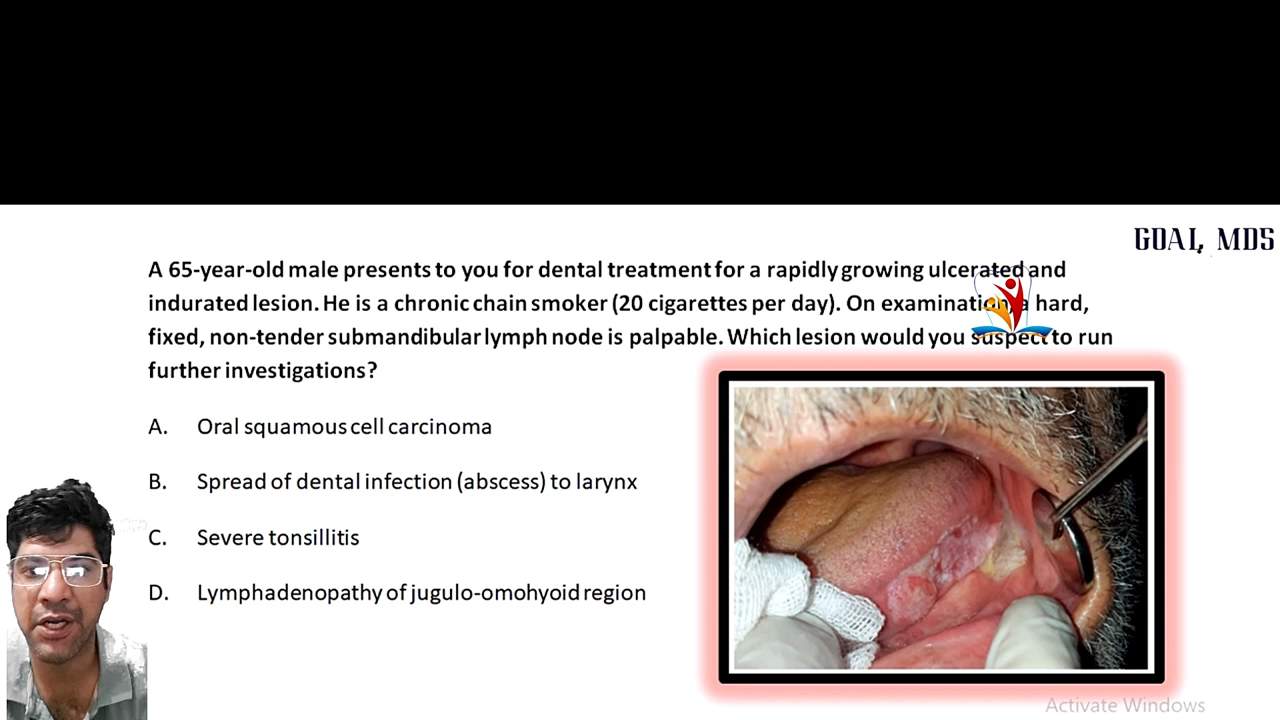 GOAL MDS
A 65-year-old male presents to you for dental treatment for a rapidly growing ulcerated and
indurated lesion. He is a chronic chain smoker (20 cigarettes per day). On examination, a hard,
fixed, non-tender submandibular lymph node is palpable. Which lesion would you suspect to run
further investigations?
A. Oral squamous cell carcinoma
B. Spread of dental infection (abscess) to larynx
C. Severe tonsillitis
D. Lymphadenopathy of jugulo-omohyoid region
Activate Windows